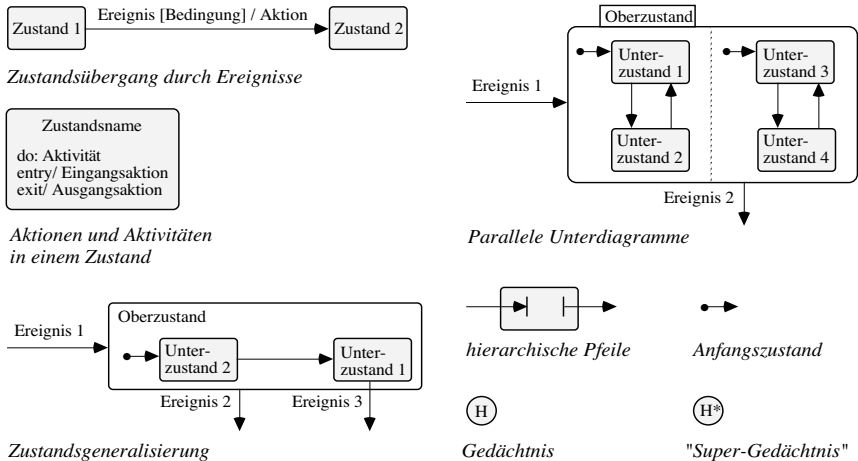 Zustand 1
Ereignis [Bedingung] / Aktion
Zustand 2
Zustandsübergang durch Ereignisse
Zustandsname
do: Aktivität
entry/ Eingangsaktion
exit/ Ausgangsaktion
Aktionen und Aktivitäten
in einem Zustand
Ereignis 1
Oberzustand
Unter-
zustand 2
Unter-
zustand 1
Ereignis 2
Ereignis 3
Zustandsgeneralisierung
Oberzustand
Ereignis 1
Unter-
zustand 1
Unter-
zustand 2
Unter-
zustand 3
Unter-
zustand 4
Ereignis 2
Parallele Unterdiagramme
hierarchische Pfeile
Anfangszustand
H
Gedächtnis
H*
"Super-Gedächtnis"